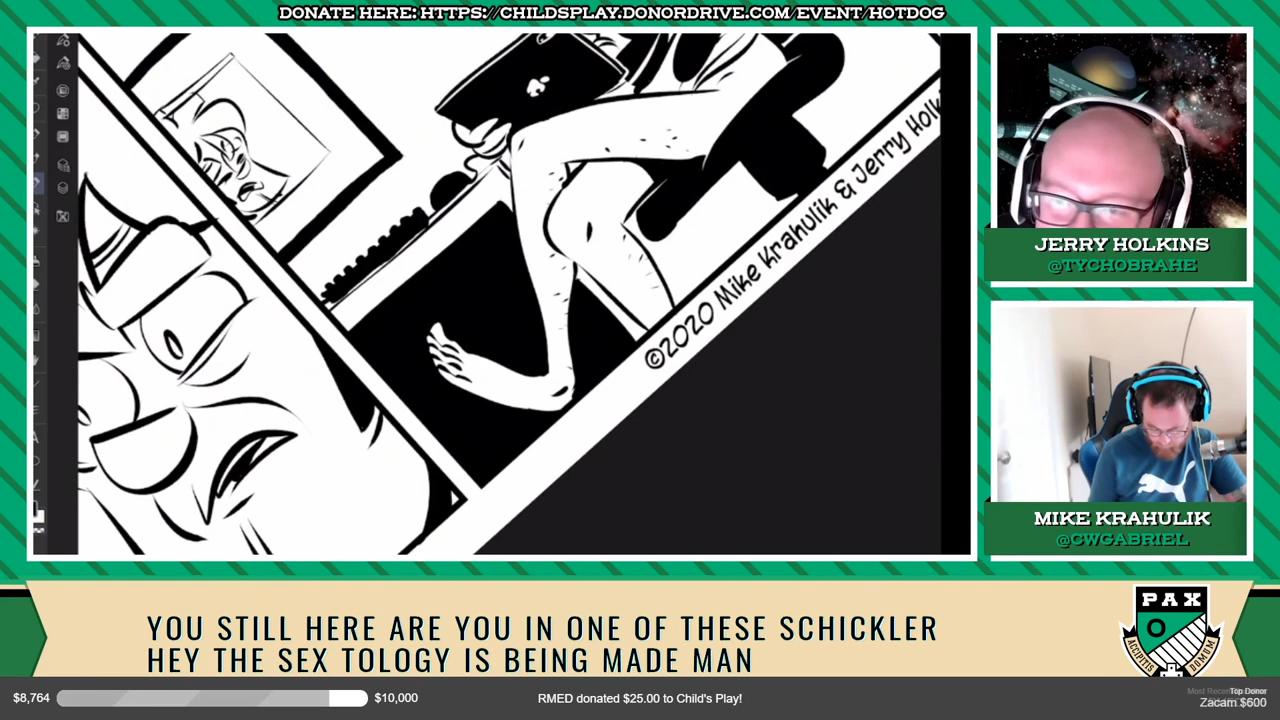 DONATE HERE: HTTPS://CHILDSPLAY.DONORDRIVE.COM/EVENT/HOTDOG
©2020 Mike Krahulik & Jerry Holk
JERRY HOLKINS
@TYCHOBRAHE
MIKE KRAHULIK
@CWGABRIEL
YOU STILL HERE ARE YOU IN ONE OF THESE SCHICKLER
HEY THE SEX TOLOGY IS BEING MADE MAN
PAX
ACCIPITIS DOMUM
$8,764
$10,000
RMED donated $25.00 to Child's Play!
Top Donor
Zacam $600